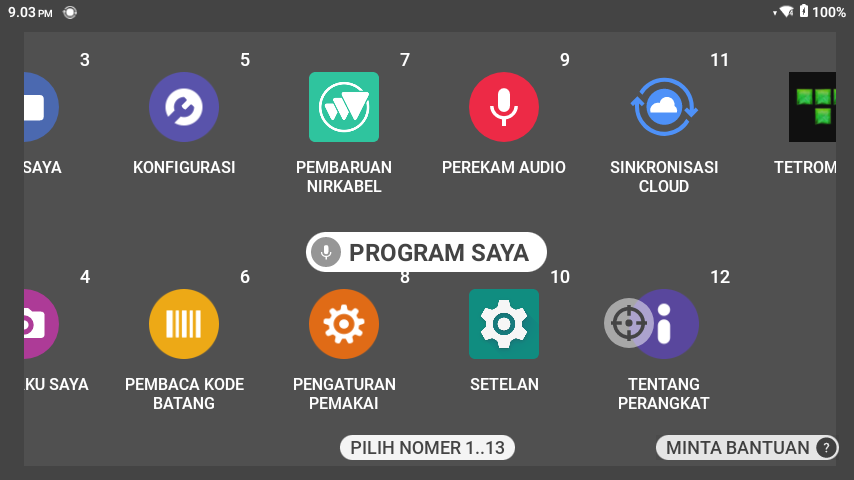 9.03 PM
100%
3
5
7
9
11
SAYA
KONFIGURASI
PEMBARUAN
NIRKABEL
PEREKAM AUDIO
SINKRONISASI
CLOUD
TETROM
PROGRAM SAYA
4
6
8
10
12
KU SAYA
PEMBACA KODE
BATANG
PENGATURAN
PEMAKAI
SETELAN
TENTANG
PERANGKAT
PILIH NOMER 1..13
MINTA BANTUAN ?